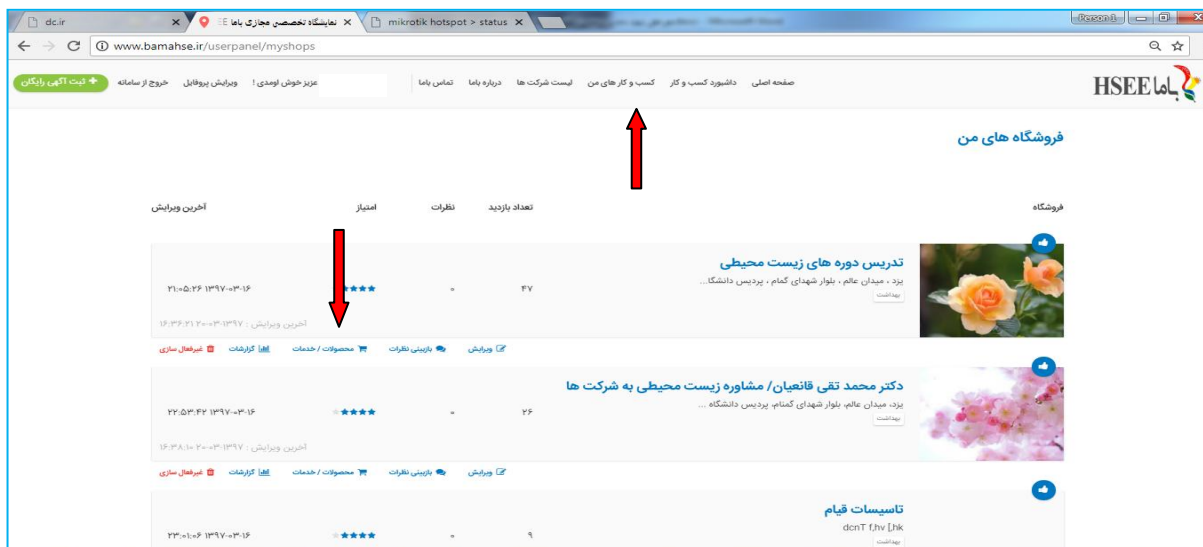 dc.ir
نمایشگاه تخصصی مجازی باما
mikrotik hotspot > status
Person 1
www.bamahse.ir/userpanel/myshops
HSEE باما
صفحه اصلی داشبورد کسب و کار کسب و کار های من لیست شرکت ها درباره باما تماس باما
عزیز خوش اومدی ! ویرایش پروفایل خروج از سامانه
ثبت آگهی رایگان
فروشگاه های من
فروشگاه تعداد بازدید نظرات امتیاز آخرین ویرایش
تدریس دوره های زیست محیطی
یزد ، میدان عالم ، بلوار شهدای گمام ، پردیس دانشگا...
بهداشت
۴۷ ۰ ۲۱:۰۵:۲۶ ۱۳۹۷-۰۳-۱۶
آخرین ویرایش : ۱۳۹۷-۰۳-۲۰ ۱۶:۳۶:۲۱
ویرایش بازبینی نظرات محصولات / خدمات گزارشات غیرفعال سازی
دکتر محمد تقی قانعیان/ مشاوره زیست محیطی به شرکت ها
یزد، میدان عالم، بلوار شهدای گمنام، پردیس دانشگاه ...
بهداشت
۲۶ ۰ ۲۲:۵۳:۴۲ ۱۳۹۷-۰۳-۱۶
آخرین ویرایش : ۱۳۹۷-۰۳-۲۰ ۱۶:۳۸:۱۰
ویرایش بازبینی نظرات محصولات / خدمات گزارشات غیرفعال سازی
تاسیسات قیام
dcnT f,hv [,hk
بهداشت
۹ ۰ ۲۳:۰۱:۰۶ ۱۳۹۷-۰۳-۱۶